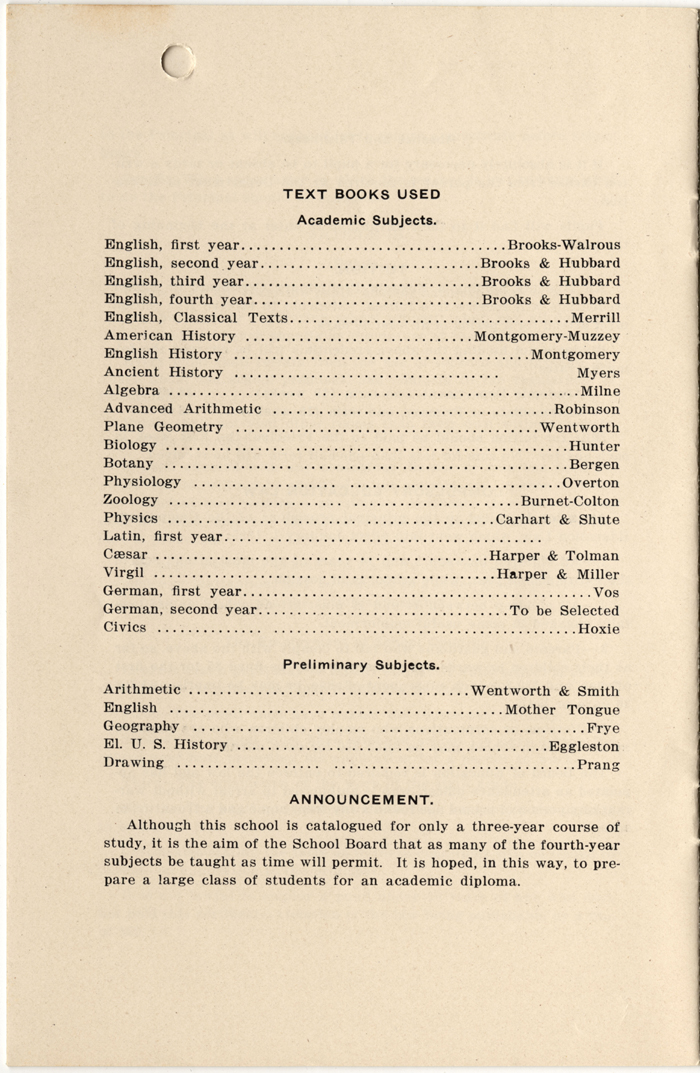 TEXT BOOKS USED
Academic Subjects.
English, first year.................................Brooks-Walrous
English, second year...........................Brooks & Hubbard
English, third year.............................Brooks & Hubbard
English, fourth year............................Brooks & Hubbard
English, Classical Texts...................................Merrill
American History ............................Montgomery-Muzzey
English History .....................................Montgomery
Ancient History ................................. Myers
Algebra ................. ..................................Milne
Advanced Arithmetic ...................................Robinson
Plane Geometry ......................................Wentworth
Biology ............... ..................................Hunter
Botany ................ .................................Bergen
Physiology .................. ..........................Overton
Zoology ....................... .....................Burnet-Colton
Physics ........................ ................Carhart & Shute
Latin, first year........................................
Cæsar ...................... ...................Harper & Tolman
Virgil .................... ......................Harper & Miller
German, first year............................................Vos
German, second year...............................To be Selected
Civics ............. ......................................Hoxie
Preliminary Subjects.
Arithmetic ...................................Wentworth & Smith
English ..........................................Mother Tongue
Geography ...................... ..........................Frye
El. U. S. History .......................................Eggleston
Drawing .................. ..............................Prang
ANNOUNCEMENT.
Although this school is catalogued for only a three-year course of
study, it is the aim of the School Board that as many of the fourth-year
subjects be taught as time will permit. It is hoped, in this way, to pre-
pare a large class of students for an academic diploma.